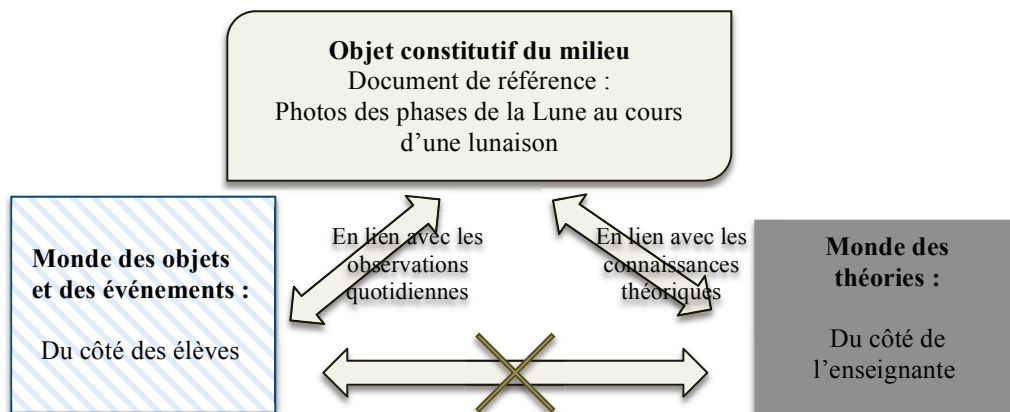 Objet constitutif du milieu
Document de référence :
Photos des phases de la Lune au cours
d’une lunaison
En lien avec les
observations
quotidiennes
En lien avec les
connaissances
théoriques
Monde des objets
et des événements :
Du côté des élèves
Monde des
théories :
Du côté de
l’enseignante